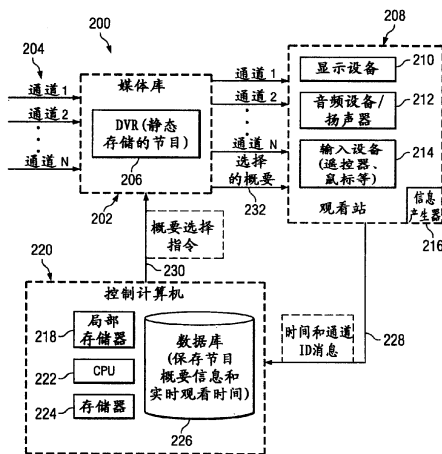 200
204
通道 1
通道 2
通道 N
媒体库
DVR(静态
存储的节目)
206
202
通道 1
通道 2
通道 N
选择
的概要
232
208
显示设备
210
音频设备/
扬声器
212
输入设备
(遥控器、
鼠标等)
214
观看站
信息
产生器
216
概要选择
指令
230
220
控制计算机
218
局部
存储器
222
CPU
224
存储器
数据库
(保存节目
概要信息和
实时观看时间)
226
时间和通道
ID消息
228